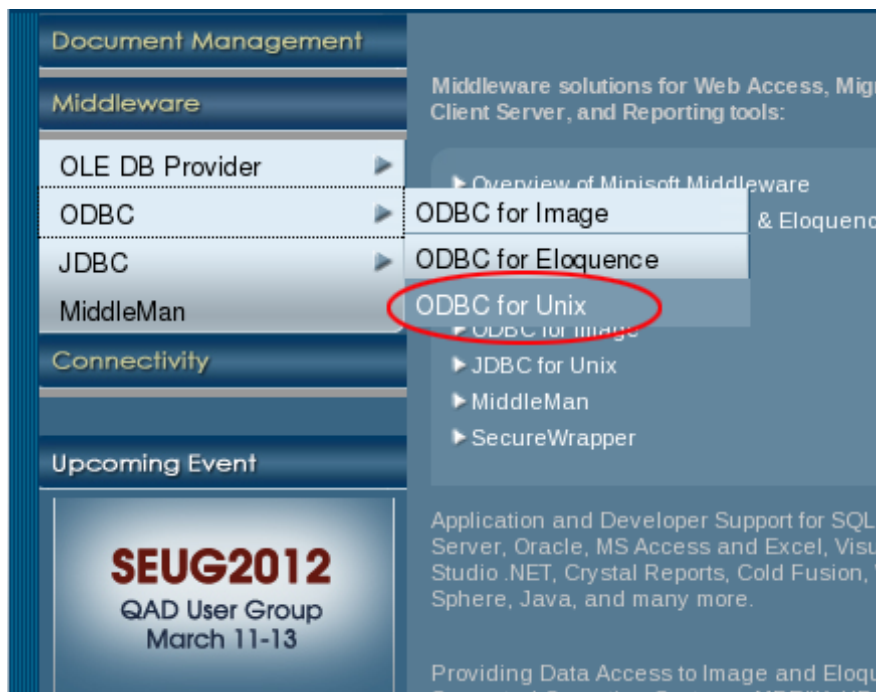 Document Management
Middleware
OLE DB Provider
ODBC
JDBC
MiddleMan
Connectivity
Upcoming Event
SEUG2012
QAD User Group
March 11-13
ODBC for Image
ODBC for Eloquence
ODBC for Unix
Middleware solutions for Web Access,
Client Server, and Reporting tools:
Overview of Minisoft Middleware
& 
ODBC for Image
JDBC for Unix
MiddleMan
SecureWrapper
Application and Developer Support for SQL
Server, Oracle, MS Access and Excel,
Studio .NET, Crystal Reports, Cold Fusion,
Sphere, Java, and many more.
Providing Data Access to Image and